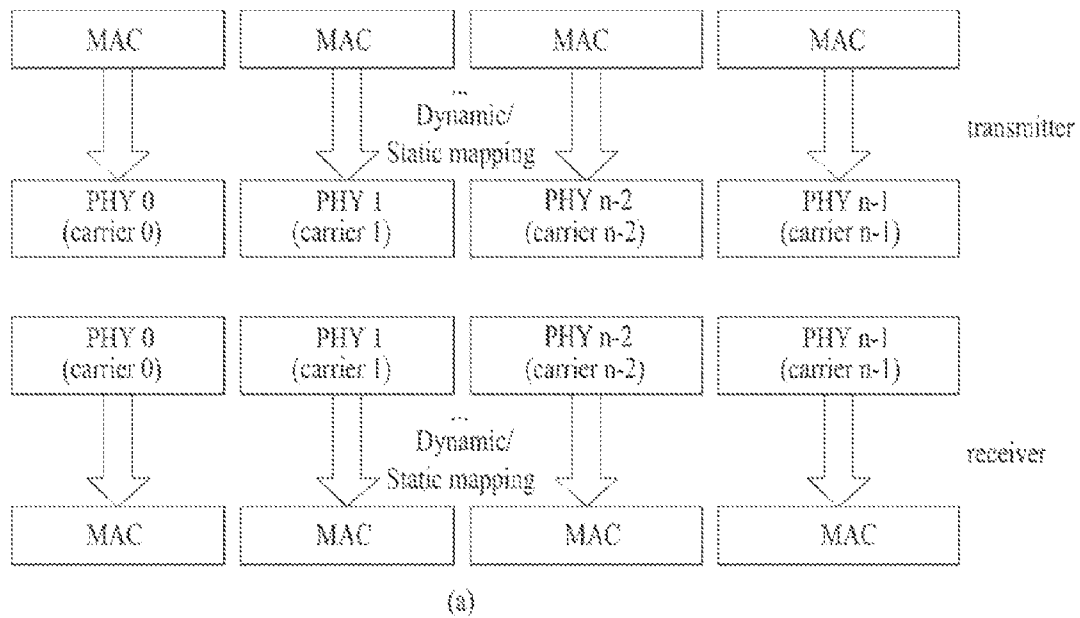 MAC MAC MAC MAC
...
Dynamic/
Static mapping
transmitter
PHY 0 PHY 1 PHY n-2 PHY n-1
(carrier 0) (carrier 1) (carrier n-2) (carrier n-1)
PHY 0 PHY 1 PHY n-2 PHY n-1
(carrier 0) (carrier 1) (carrier n-2) (carrier n-1)
...
Dynamic/
Static mapping
receiver
MAC MAC MAC MAC
(a)